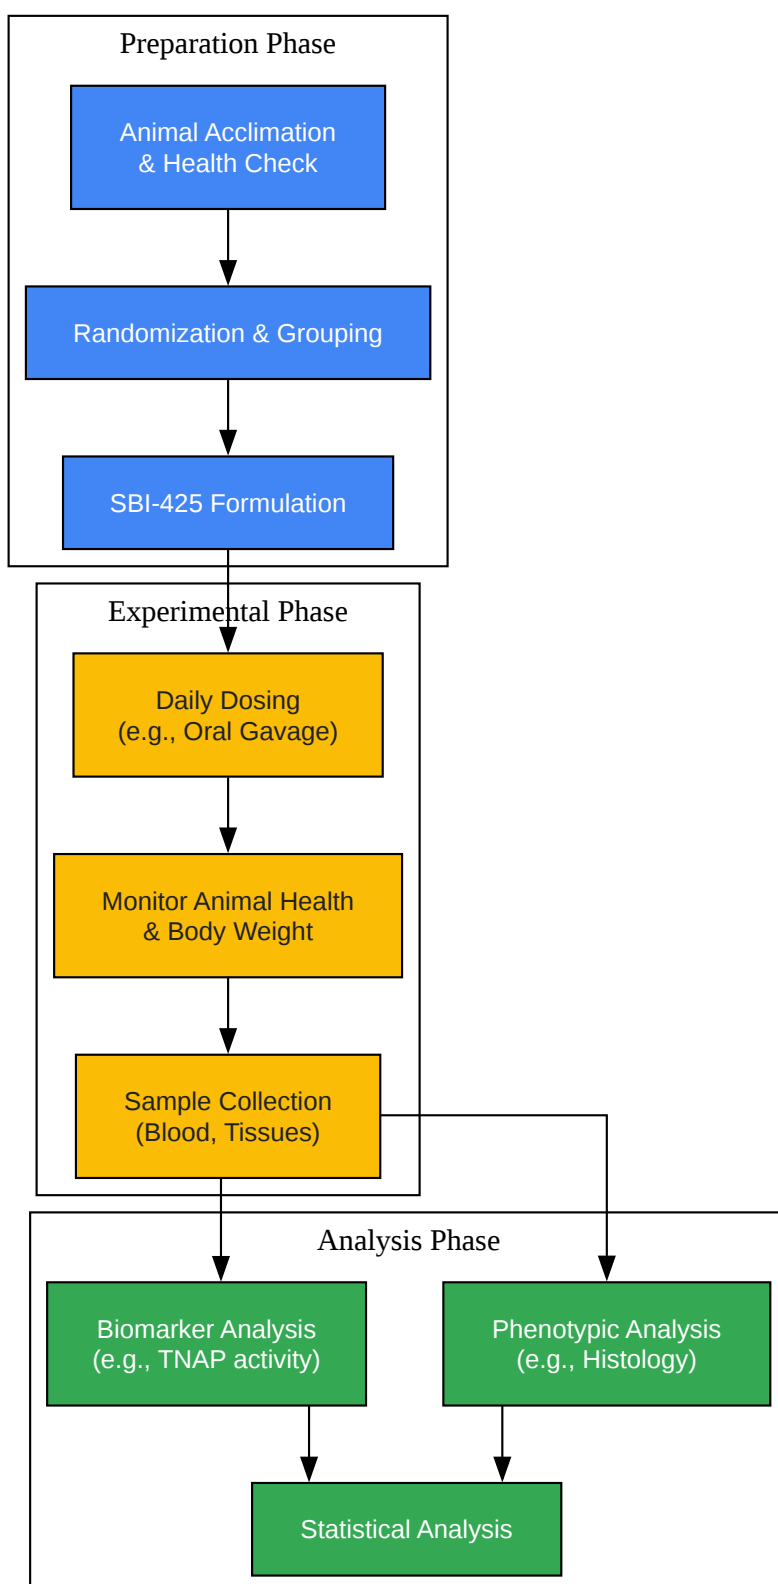 Preparation Phase
Animal Acclimation
& Health Check
Randomization & Grouping
SBI-425 Formulation
Experimental Phase
Daily Dosing
(e.g., Oral Gavage)
Monitor Animal Health
& Body Weight
Sample Collection
(Blood, Tissues)
Analysis Phase
Biomarker Analysis
(e.g., TNAP activity)
Phenotypic Analysis
(e.g., Histology)
Statistical Analysis